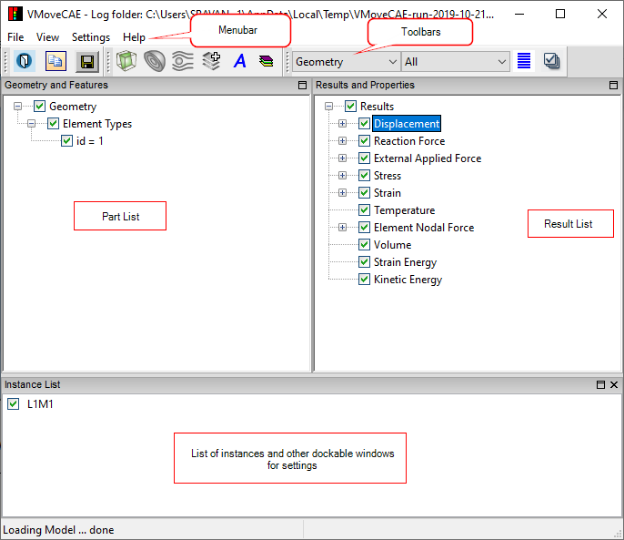 VMoveCAE - Log folder: C:\Users\SRAVAN~1\AppData\Local\Temp\VMoveCAE-run-2019-10-21...
File View Settings Help
Menubar
Toolbars
A
Geometry
All
Geometry and Features
Results and Properties
Geometry
Element Types
id = 1
Part List
Results
Displacement
Reaction Force
External Applied Force
Stress
Strain
Temperature
Element Nodal Force
Volume
Strain Energy
Kinetic Energy
Result List
Instance List
L1M1
List of instances and other dockable windows
for settings
Loading Model ... done